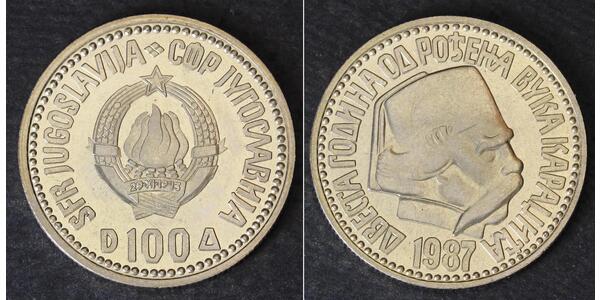 SFR JUGOSLAVIJA * СФР ЈУГОСЛАВИЈА
29·XI·1943
D 100 Д
ДВЕСТА ГОДИНА ОД РОЂЕЊА ВУКА КАРАЏИЋА
1987